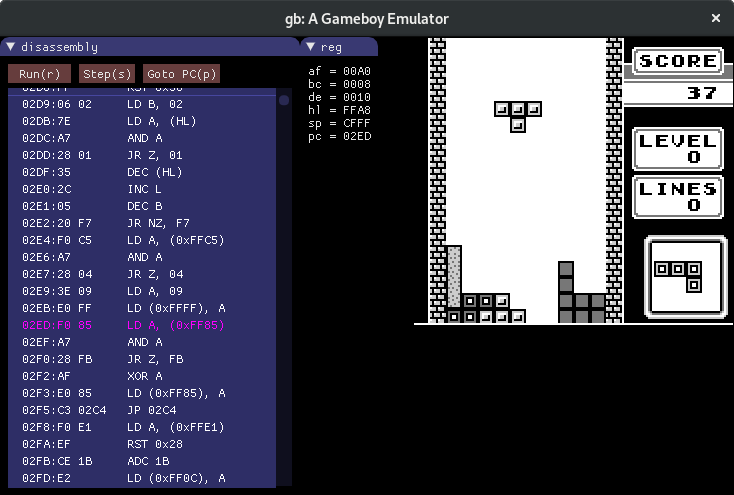 gb: A Gameboy Emulator
disassembly
Run(r) Step(s) Goto PC(p)
02D9:06 02 LD B, 02
02DB:7E LD A, (HL)
02DC:A7 AND A
02DD:28 01 JR Z, 01
02DF:35 DEC (HL)
02E0:2C INC L
02E1:05 DEC B
02E2:20 F7 JR NZ, F7
02E4:F0 C5 LD A, (0xFFC5)
02E6:A7 AND A
02E7:28 04 JR Z, 04
02E9:3E 09 LD A, 09
02EB:E0 FF LD (0xFFFF), A
02ED:F0 85 LD A, (0xFF85)
02EF:A7 AND A
02F0:28 FB JR Z, FB
02F2:AF XOR A
02F3:E0 85 LD (0xFF85), A
02F5:C3 02C4 JP 02C4
02F8:F0 E1 LD A, (0xFFE1)
02FA:EF RST 0x28
02FB:CE 1B ADC 1B
02FD:E2 LD (0xFF0C), A
reg
af = 00A0
bc = 0008
de = 0010
hl = FFA8
sp = CFFF
pc = 02ED
SCORE
37
LEVEL
0
LINES
0